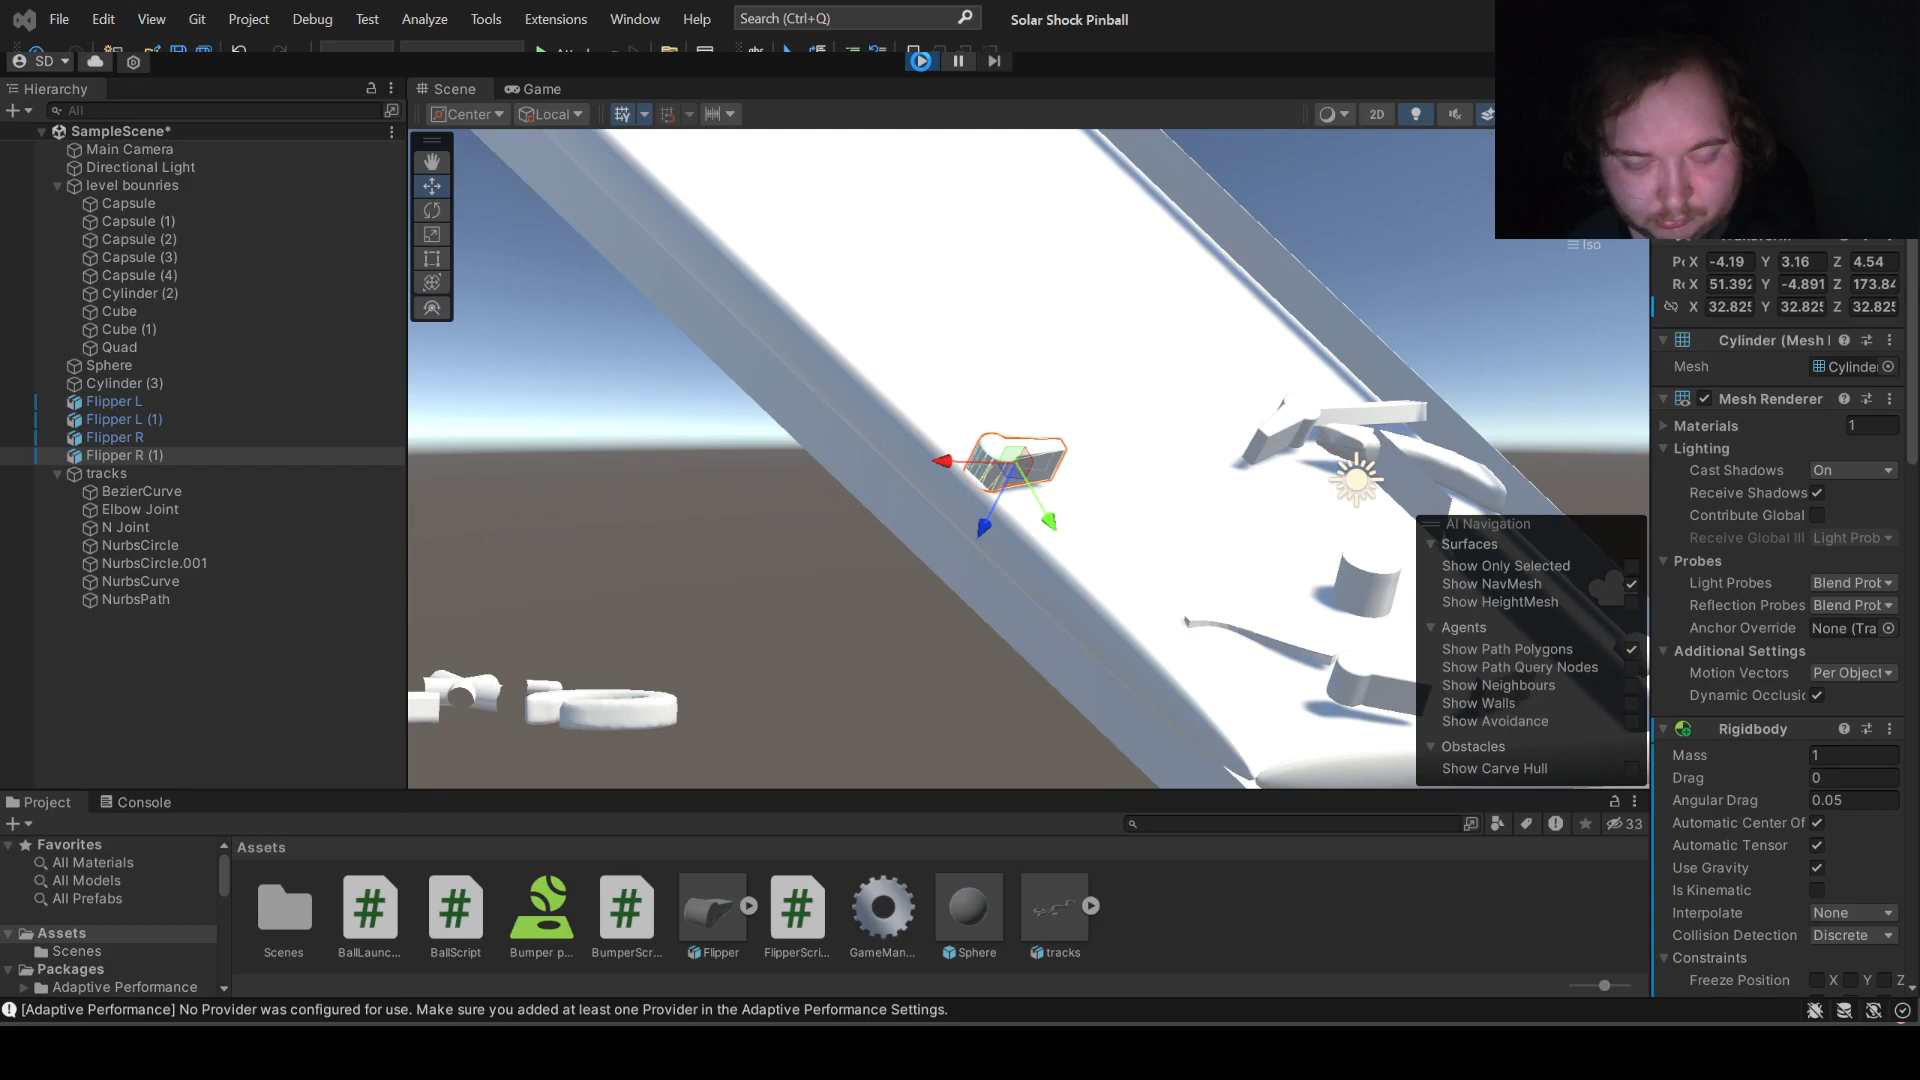 File Edit View Git Project Debug Test Analyze Tools Extensions Window Help Search (Ctrl+Q) Solar Shock Pinball
SD
Hierarchy
All
SampleScene*
Main Camera
Directional Light
level bounries
Capsule
Capsule (1)
Capsule (2)
Capsule (3)
Capsule (4)
Cylinder (2)
Cube
Cube (1)
Quad
Sphere
Cylinder (3)
Flipper L
Flipper L (1)
Flipper R
Flipper R (1)
tracks
BezierCurve
Elbow Joint
N Joint
NurbsCircle
NurbsCircle.001
NurbsCurve
NurbsPath
Scene Game
Center Local 2D
Iso
AI Navigation
Surfaces
Show Only Selected
Show NavMesh
Show HeightMesh
Agents
Show Path Polygons
Show Path Query Nodes
Show Neighbours
Show Walls
Show Avoidance
Obstacles
Show Carve Hull
X -4.19 Y 3.16 Z 4.54
X 51.392 Y -4.891 Z 173.84
X 32.825 Y 32.825 Z 32.825
Cylinder (Mesh
Mesh Cylinde
Mesh Renderer
Materials 1
Lighting
Cast Shadows On
Receive Shadows
Contribute Global
Receive Global Ill Light Prob
Probes
Light Probes Blend Prob
Reflection Probes Blend Prob
Anchor Override None (Tra
Additional Settings
Motion Vectors Per Object
Dynamic Occlusio
Rigidbody
Mass 1
Drag 0
Angular Drag 0.05
Automatic Center Of
Automatic Tensor
Use Gravity
Is Kinematic
Interpolate None
Collision Detection Discrete
Constraints
Freeze Position X Y Z
Project Console
33
Favorites
All Materials
All Models
All Prefabs
Assets
Scenes
Packages
Adaptive Performance
Assets
Scenes BallLaunc... BallScript Bumper p... BumperScr... Flipper FlipperScri... GameMan... Sphere tracks
[Adaptive Performance] No Provider was configured for use. Make sure you added at least one Provider in the Adaptive Performance Settings.